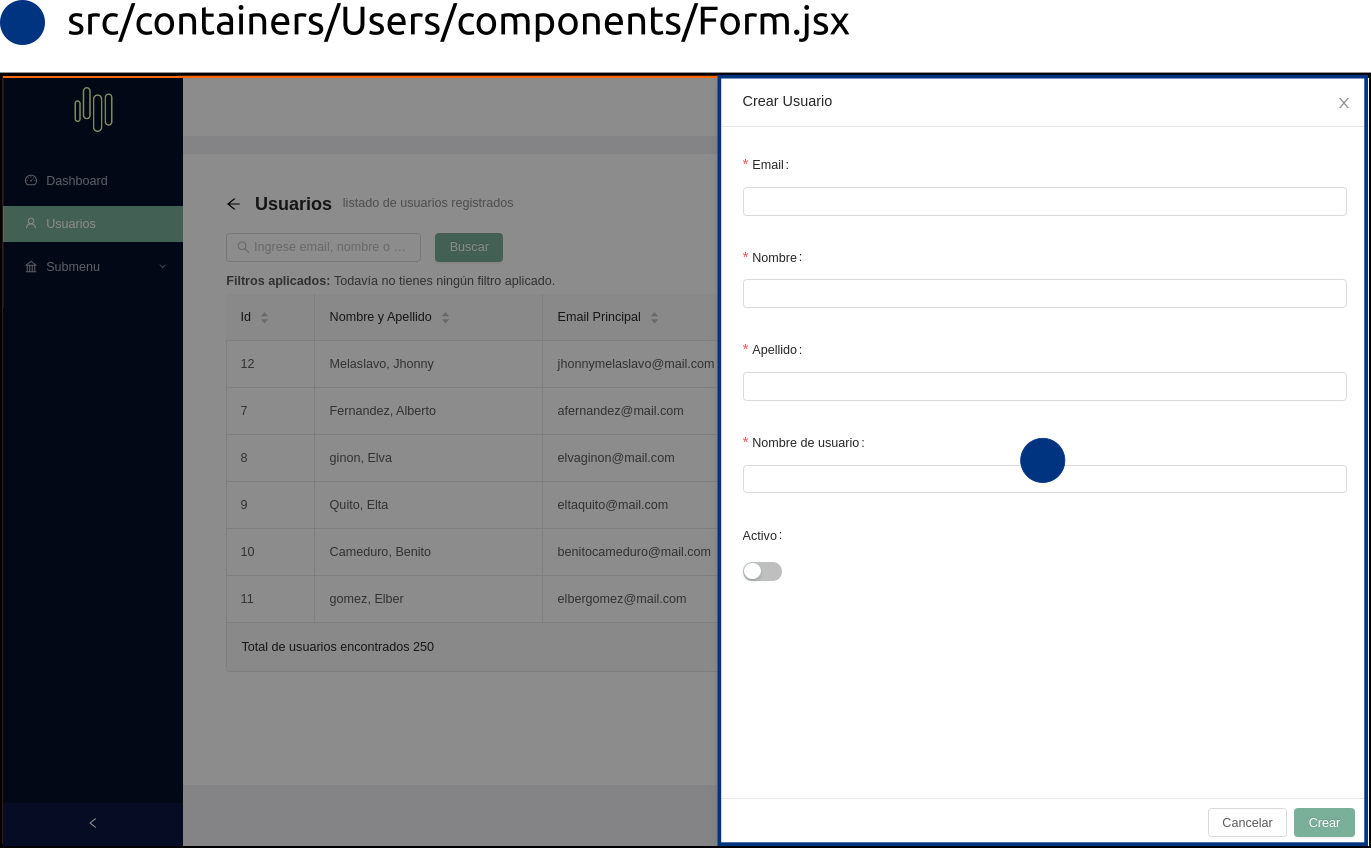 src/containers/Users/components/Form.jsx
Dashboard
Usuarios
Submenu
Usuarios listado de usuarios registrados
Ingrese email, nombre o ... Buscar
Filtros aplicados: Todavía no tienes ningún filtro aplicado.
Id Nombre y Apellido Email Principal
12 Melaslavo, Jhonny jhonnymelaslavo@mail.com
7 Fernandez, Alberto afernandez@mail.com
8 ginon, Elva elvaginon@mail.com
9 Quito, Elta eltaquito@mail.com
10 Cameduro, Benito benitocameduro@mail.com
11 gomez, Elber elbergomez@mail.com
Total de usuarios encontrados 250
Crear Usuario
* Email:
* Nombre:
* Apellido:
* Nombre de usuario:
Activo:
Cancelar Crear